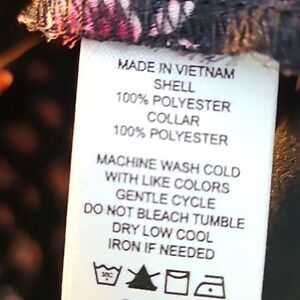 MADE IN VIETNAM
SHELL
100% POLYESTER
COLLAR
100% POLYESTER
MACHINE WASH COLD
WITH LIKE COLORS
GENTLE CYCLE
DO NOT BLEACH TUMBLE
DRY LOW COOL
IRON IF NEEDED